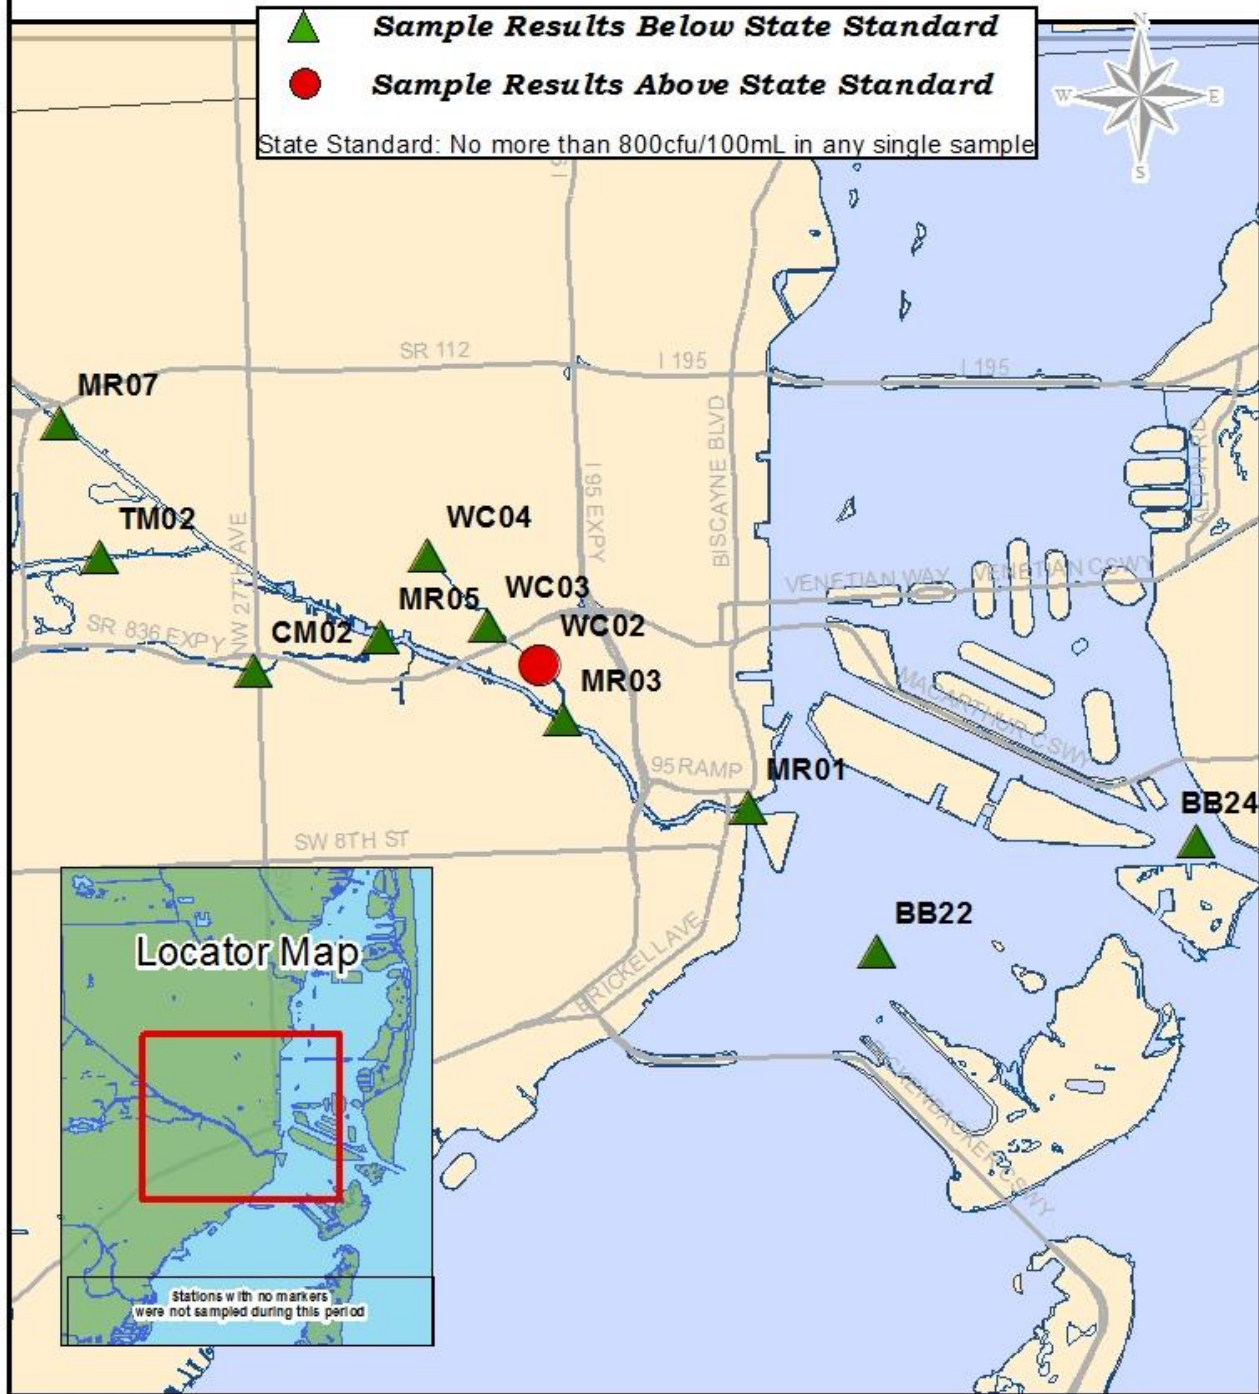 Sample Results Below State Standard
Sample Results Above State Standard
State Standard: No more than 800cfu/100mL in any single sample
N
W
E
S
SR 112
I 195
I 195
MR07
BISCAYNE BLVD
ALTON RD
I 95 EXPY
TM02
WC04
NW 27TH AVE
VENETIAN WAY
VENETIAN CSWY
MR05
WC03
SR 836 EXPY
CM02
WC02
MR03
MACARTHUR CSWY
95 RAMP
MR01
BB24
SW 8TH ST
BB22
BRICKELL AVE
Locator Map
RICKENBACKER CSWY
Stations with no markers
were not sampled during this period